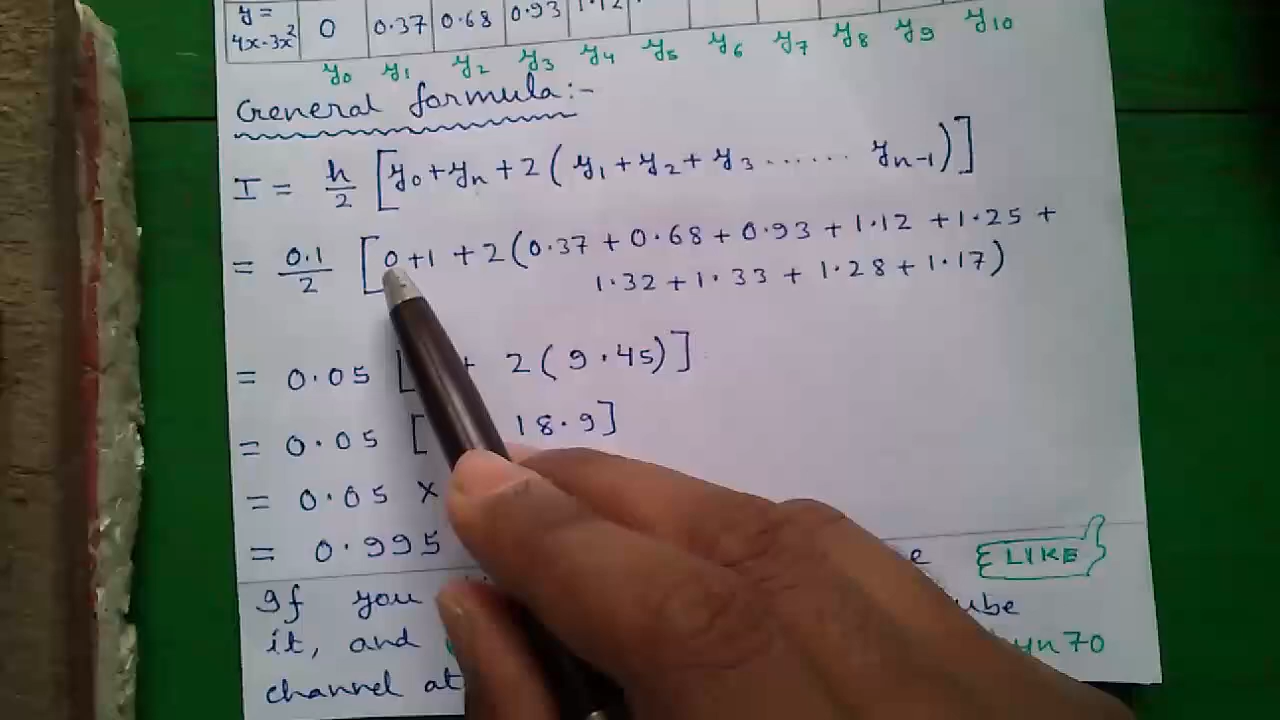 y = 4x-3x² 0 0.37 0.68 0.93 1.12
y₀ y₁ y₂ y₃ y₄ y₅ y₆ y₇ y₈ y₉ y₁₀
General formula:-
I = h/2 [y₀+yₙ+2(y₁+y₂+y₃...... yₙ₋₁)]
= 0.1/2 [0+1+2(0.37+0.68+0.93+1.12+1.25+
1.32+1.33+1.28+1.17)
= 0.05 [ + 2(9.45)]
= 0.05 [ 18.9]
= 0.05 ×
= 0.995
LIKE
If you
it, and
channel at